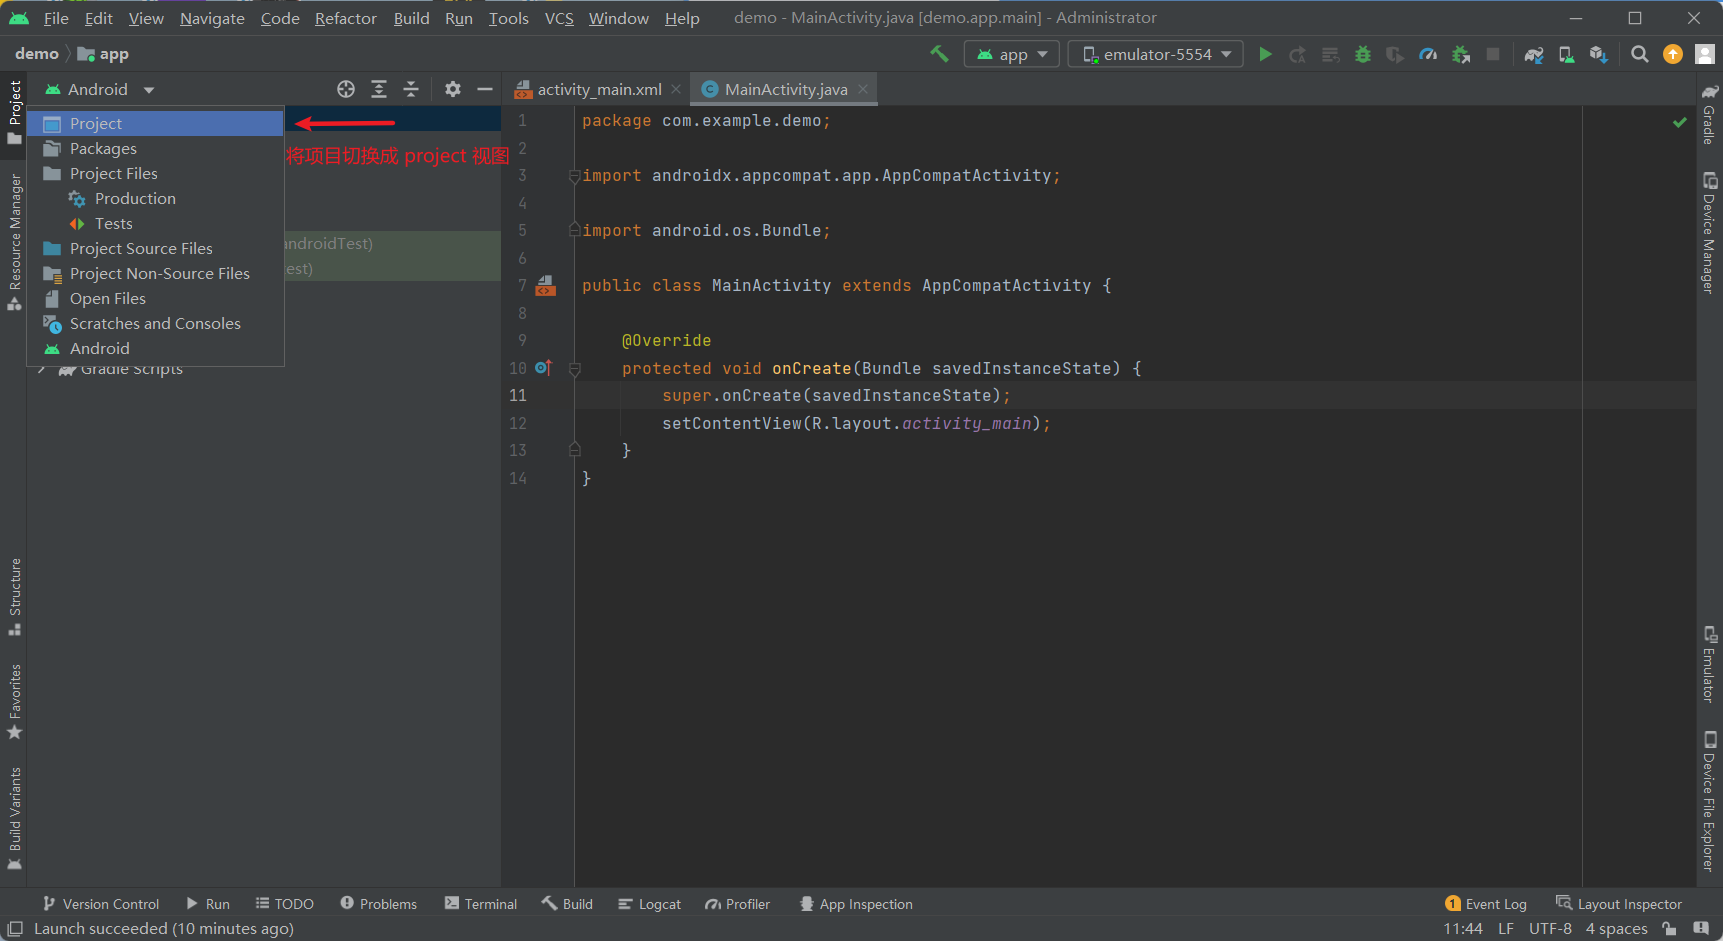 File Edit View Navigate Code Refactor Build Run Tools VCS Window Help demo - MainActivity.java [demo.app.main] - Administrator
demo app
app emulator-5554
Project
Android
activity_main.xml MainActivity.java
Project
Packages
Project Files
Production
Tests
Project Source Files
Project Non-Source Files
Open Files
Scratches and Consoles
Android
将项目切换成 project 视图
androidTest)
est)
Gradle Scripts
1 package com.example.demo;
2
3 import androidx.appcompat.app.AppCompatActivity;
4
5 import android.os.Bundle;
6
7 public class MainActivity extends AppCompatActivity {
8
9 @Override
10 protected void onCreate(Bundle savedInstanceState) {
11 super.onCreate(savedInstanceState);
12 setContentView(R.layout.activity_main);
13 }
14 }
Resource Manager
Structure
Favorites
Build Variants
Gradle
Device Manager
Emulator
Device File Explorer
Version Control Run TODO Problems Terminal Build Logcat Profiler App Inspection 1 Event Log Layout Inspector
Launch succeeded (10 minutes ago) 11:44 LF UTF-8 4 spaces